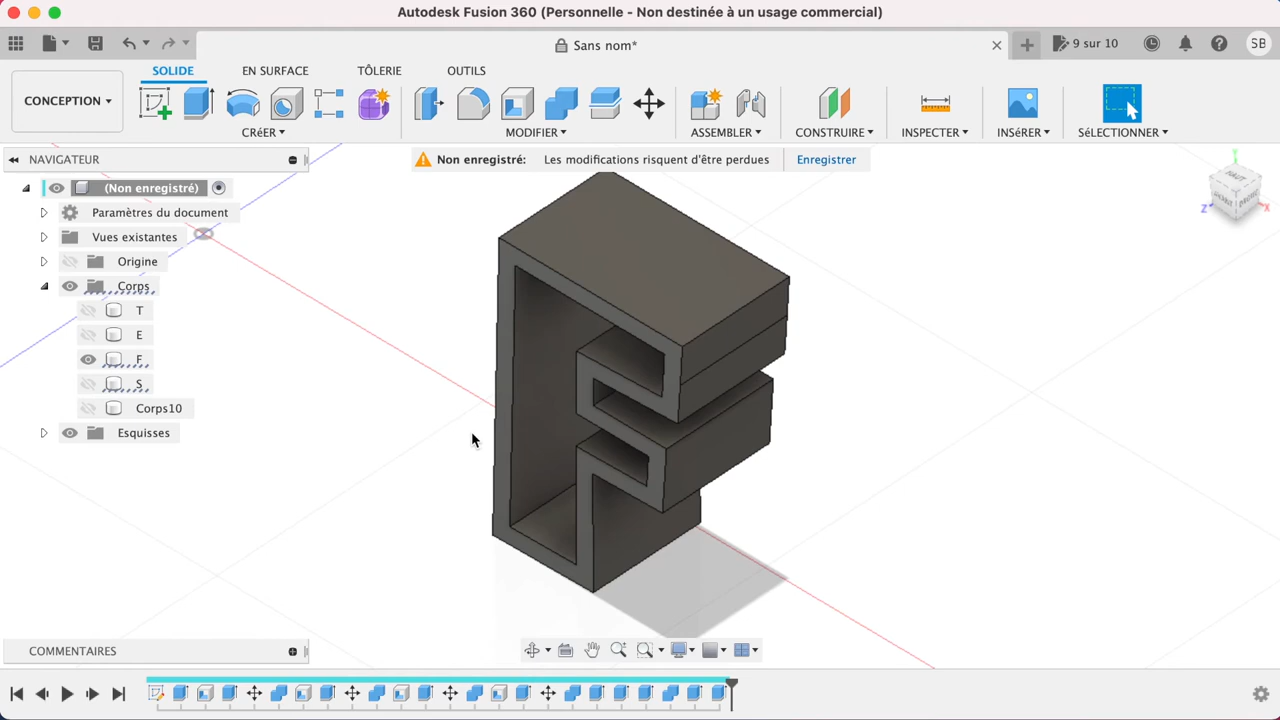 Autodesk Fusion 360 (Personnelle - Non destinée à un usage commercial)
Sans nom*
9 sur 10
SB
CONCEPTION
SOLIDE EN SURFACE TÔLERIE OUTILS
CRéER MODIFIER ASSEMBLER CONSTRUIRE INSPECTER INSéRER SéLECTIONNER
NAVIGATEUR
Non enregistré: Les modifications risquent d'être perdues Enregistrer
(Non enregistré)
Paramètres du document
Vues existantes
Origine
Corps
T
E
F
S
Corps10
Esquisses
Z
X
COMMENTAIRES